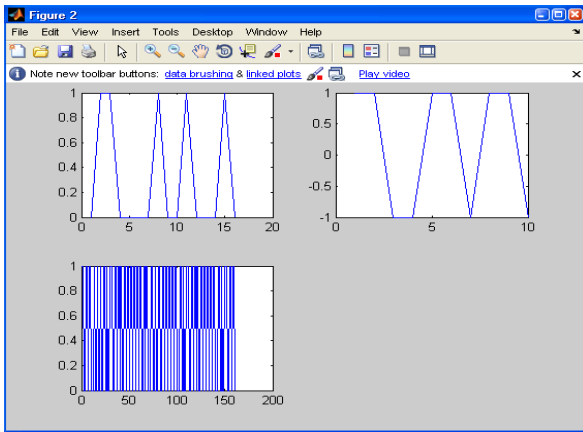 Figure 2
File Edit View Insert Tools Desktop Window Help
Note new toolbar buttons: data brushing & linked plots Play video
1
0.8
0.6
0.4
0.2
0
0 5 10 15 20
1
0.5
0
-0.5
-1
0 5 10
1
0.8
0.6
0.4
0.2
0
0 50 100 150 200